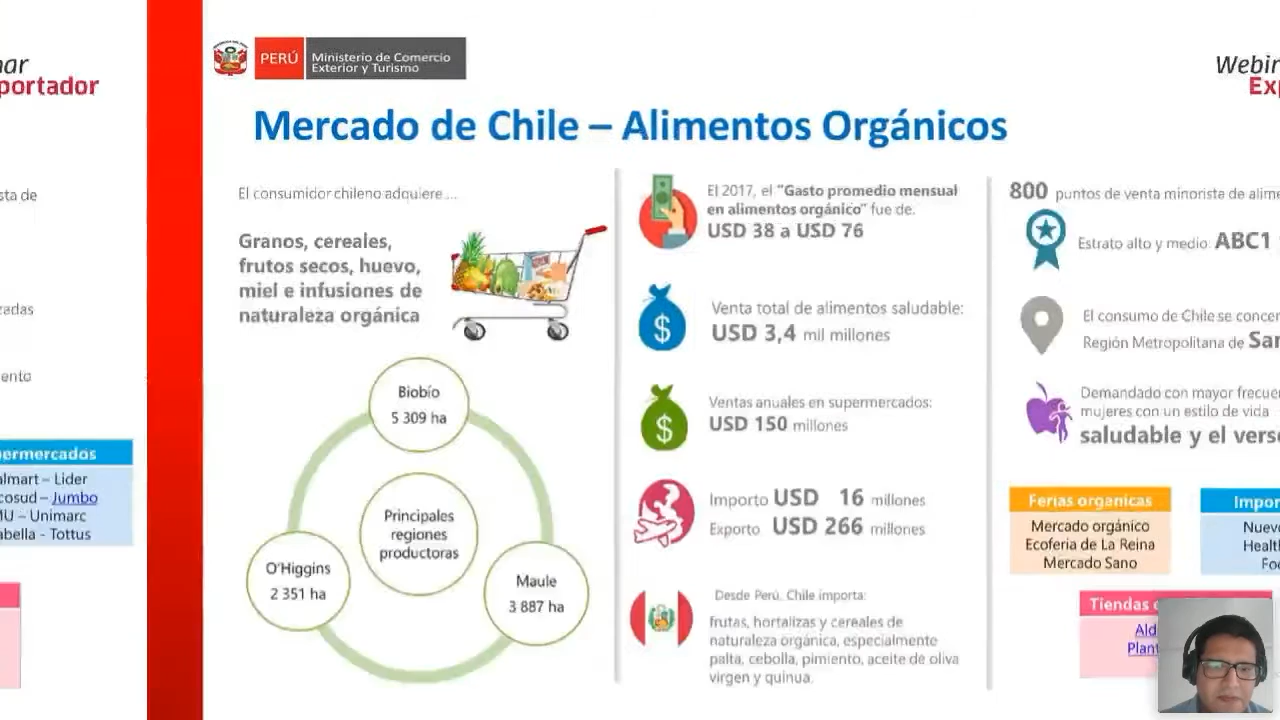 nar
portador
sta de
zadas
ento
permercados
almart – Lider
cosud – Jumbo
MU – Unimarc
abella - Tottus
PERÚ
Ministerio de Comercio
Exterior y Turismo
Mercado de Chile – Alimentos Orgánicos
El consumidor chileno adquiere...
Granos, cereales,
frutos secos, huevo,
miel e infusiones de
naturaleza orgánica
Biobío
5 309 ha
Principales
regiones
productoras
O'Higgins
2 351 ha
Maule
3 887 ha
El 2017, el "Gasto promedio mensual
en alimentos orgánico" fue de.
USD 38 a USD 76
Venta total de alimentos saludable:
USD 3,4 mil millones
Ventas anuales en supermercados:
USD 150 millones
Importo USD 16 millones
Exporto USD 266 millones
Desde Perú, Chile importa:
frutas, hortalizas y cereales de
naturaleza orgánica, especialmente
palta, cebolla, pimiento, aceite de oliva
virgen y quinua.
Webin
Exp
800 puntos de venta minorista de alime
Estrato alto y medio: ABC1
El consumo de Chile se concen
Región Metropolitana de San
Demandado con mayor frecue
mujeres con un estilo de vida
saludable y el vers
Ferias organicas
Mercado orgánico
Ecoferia de La Reina
Mercado Sano
Impor
Nuev
Health
Foo
Tiendas
Ald
Plant